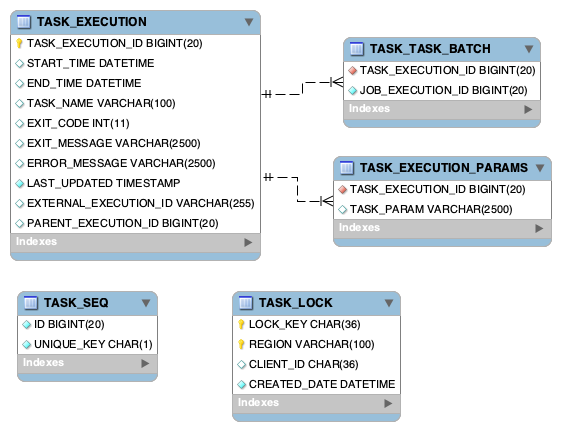 TASK_EXECUTION
TASK_EXECUTION_ID BIGINT(20)
START_TIME DATETIME
END_TIME DATETIME
TASK_NAME VARCHAR(100)
EXIT_CODE INT(11)
EXIT_MESSAGE VARCHAR(2500)
ERROR_MESSAGE VARCHAR(2500)
LAST_UPDATED TIMESTAMP
EXTERNAL_EXECUTION_ID VARCHAR(255)
PARENT_EXECUTION_ID BIGINT(20)
Indexes
TASK_TASK_BATCH
TASK_EXECUTION_ID BIGINT(20)
JOB_EXECUTION_ID BIGINT(20)
Indexes
TASK_EXECUTION_PARAMS
TASK_EXECUTION_ID BIGINT(20)
TASK_PARAM VARCHAR(2500)
Indexes
TASK_SEQ
ID BIGINT(20)
UNIQUE_KEY CHAR(1)
Indexes
TASK_LOCK
LOCK_KEY CHAR(36)
REGION VARCHAR(100)
CLIENT_ID CHAR(36)
CREATED_DATE DATETIME
Indexes